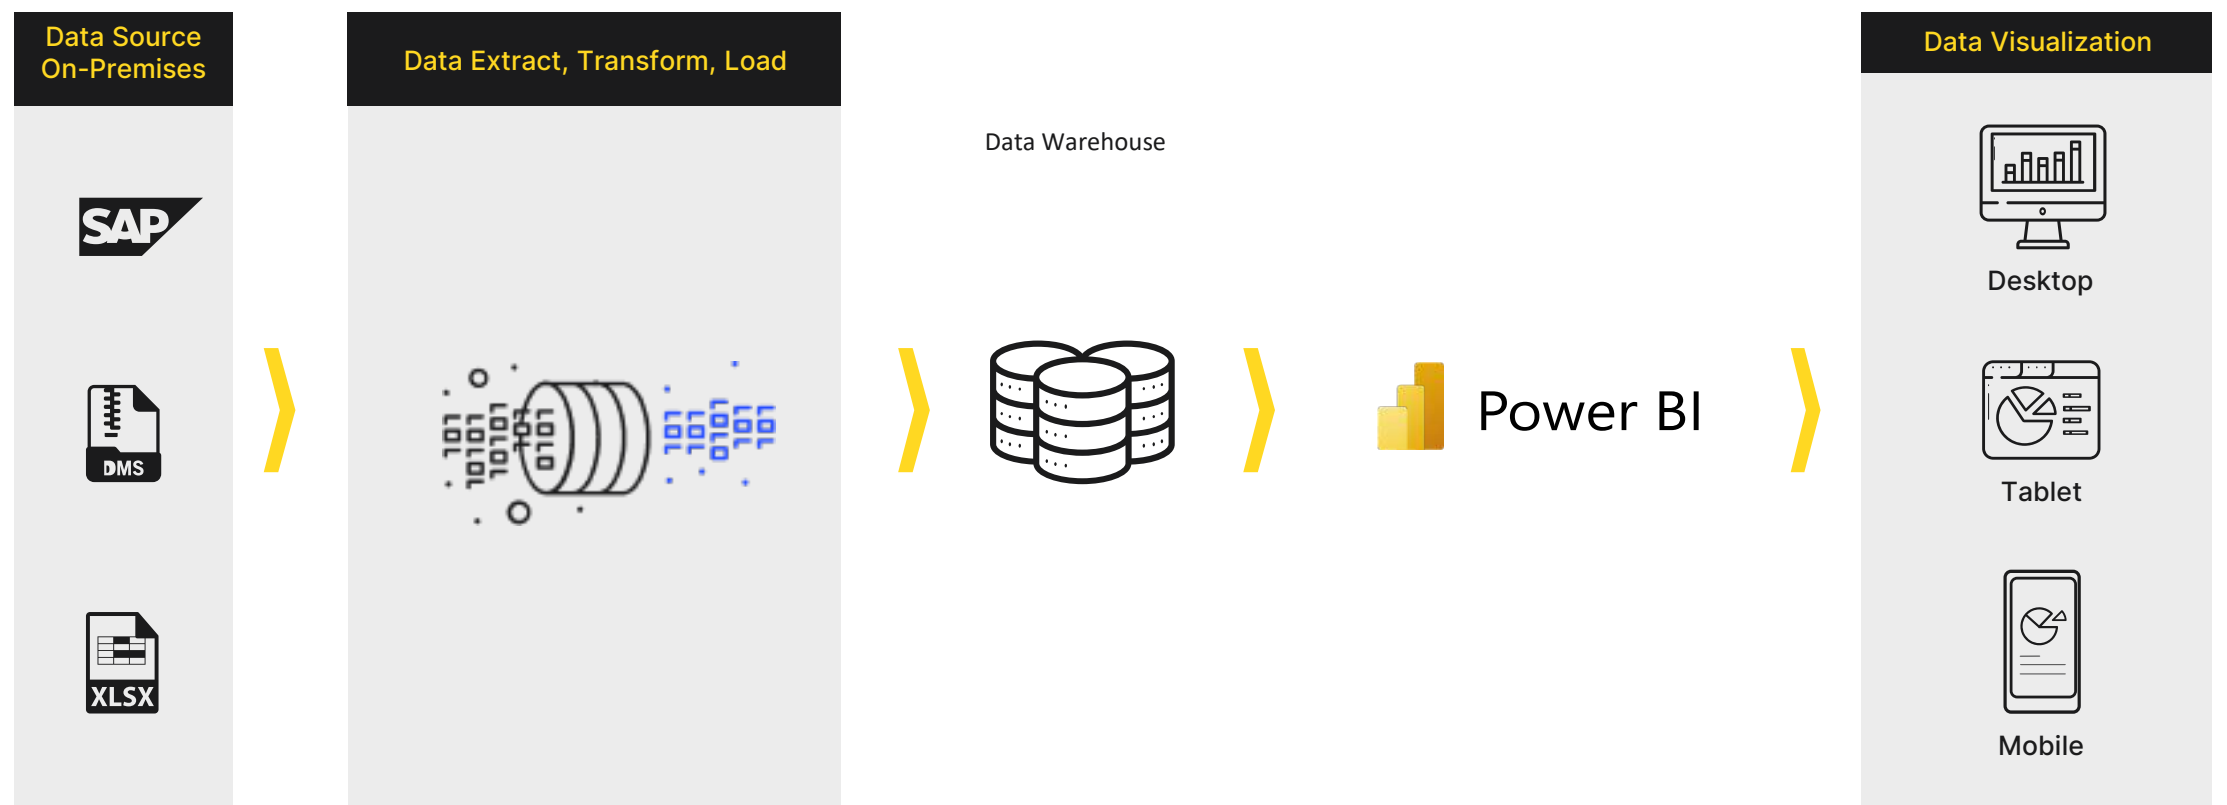 Data Source
On-Premises
SAP
DMS
XLSX
Data Extract, Transform, Load
Data Warehouse
Power BI
Data Visualization
Desktop
Tablet
Mobile